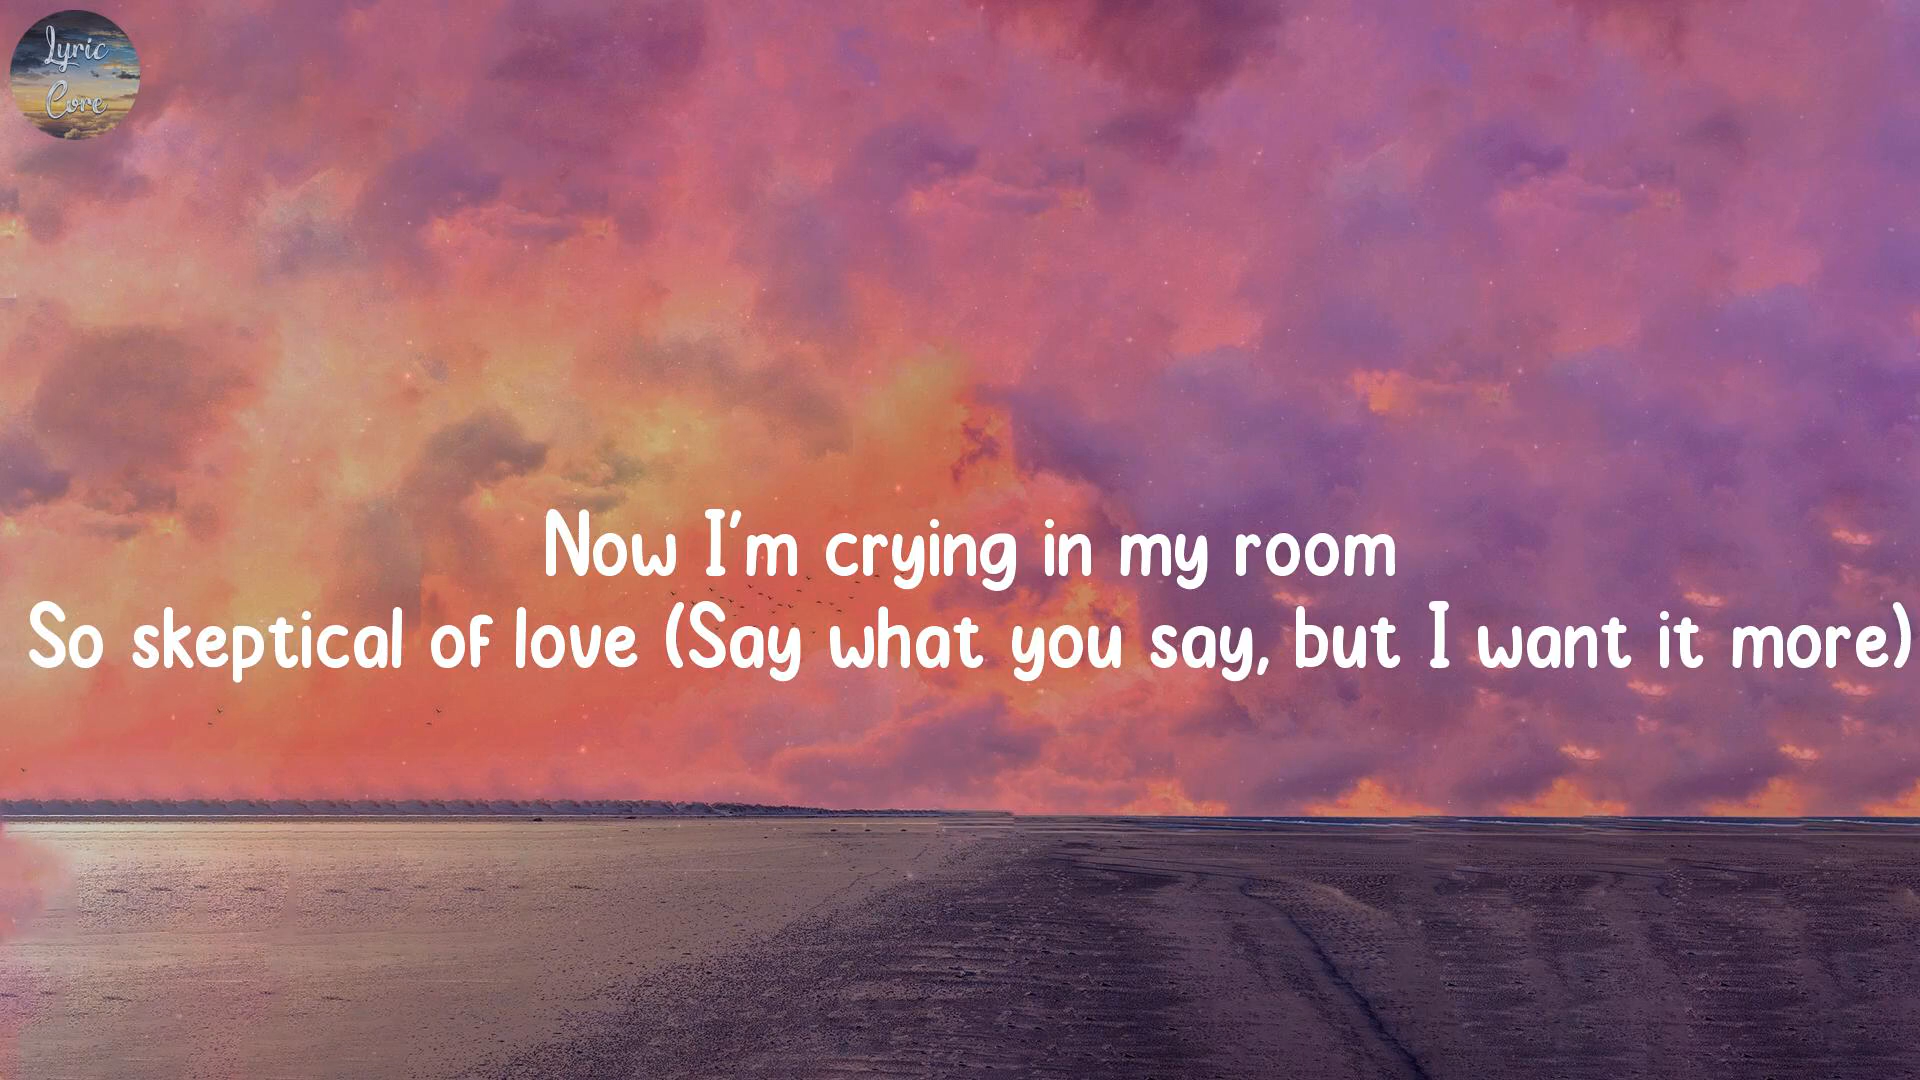 Lyric
Core
Now I'm crying in my room
So skeptical of love (Say what you say, but I want it more)